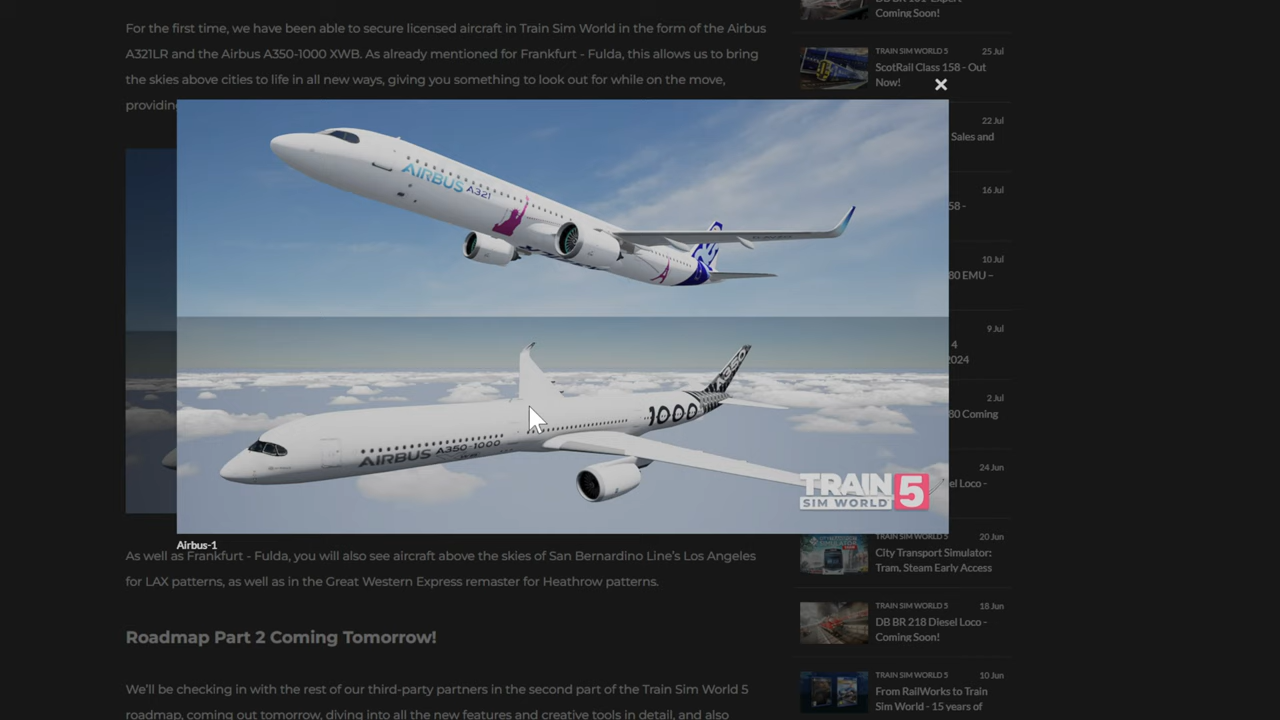 For the first time, we have been able to secure licensed aircraft in Train Sim World in the form of the Airbus
A321LR and the Airbus A350-1000 XWB. As already mentioned for Frankfurt - Fulda, this allows us to bring
the skies above cities to life in all new ways, giving you something to look out for while on the move,
providin
AIRBUS A321
AIRBUS A350-1000
1000
A350
TRAIN
SIM WORLD 5
Airbus-1
As well as Frankfurt - Fulda, you will also see aircraft above the skies of San Bernardino Line's Los Angeles
for LAX patterns, as well as in the Great Western Express remaster for Heathrow patterns.
Roadmap Part 2 Coming Tomorrow!
We'll be checking in with the rest of our third-party partners in the second part of the Train Sim World 5
roadmap, coming out tomorrow, diving into all the new features and creative tools in detail, and also
Coming Soon!
TRAIN SIM WORLD 5 25 Jul
ScotRail Class 158 - Out
Now!
22 Jul
Sales and
16 Jul
58 -
10 Jul
80 EMU –
9 Jul
4
2024
2 Jul
80 Coming
24 Jun
el Loco -
TRAIN SIM WORLD 5 20 Jun
City Transport Simulator:
Tram, Steam Early Access
TRAIN SIM WORLD 5 18 Jun
DB BR 218 Diesel Loco -
Coming Soon!
TRAIN SIM WORLD 5 10 Jun
From RailWorks to Train
Sim World - 15 years of